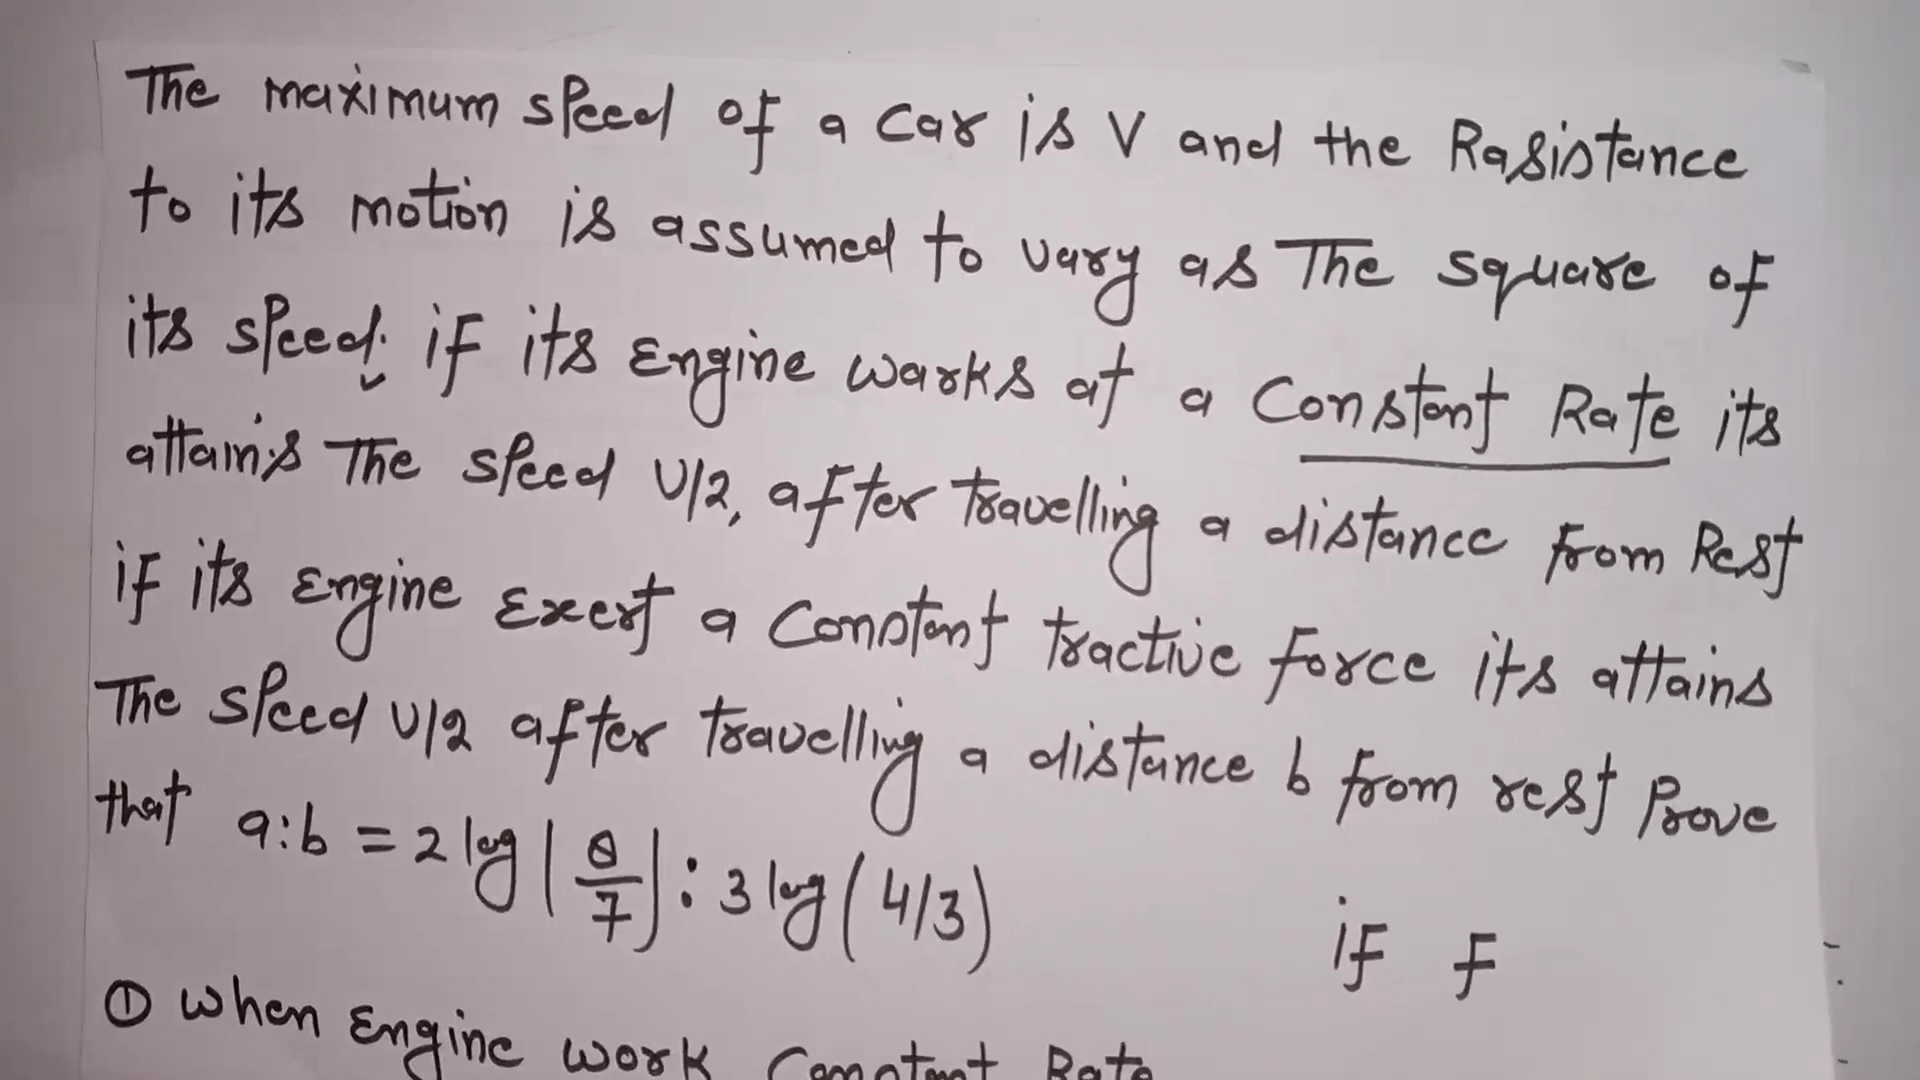 The maximum speed of a car is V and the Rasistance
to its motion is assumed to vary as The square of
its speed. if its Engine warks at a Constant Rate its
attains The speed V/2, after travelling a distance from Rest
if its Engine Exert a Constant tractive force its attains
The speed V/2 after travelling a distance b from rest Prove
that a:b = 2 log (8/7) : 3 log (4/3)
if F
① when Engine work Constant Rate